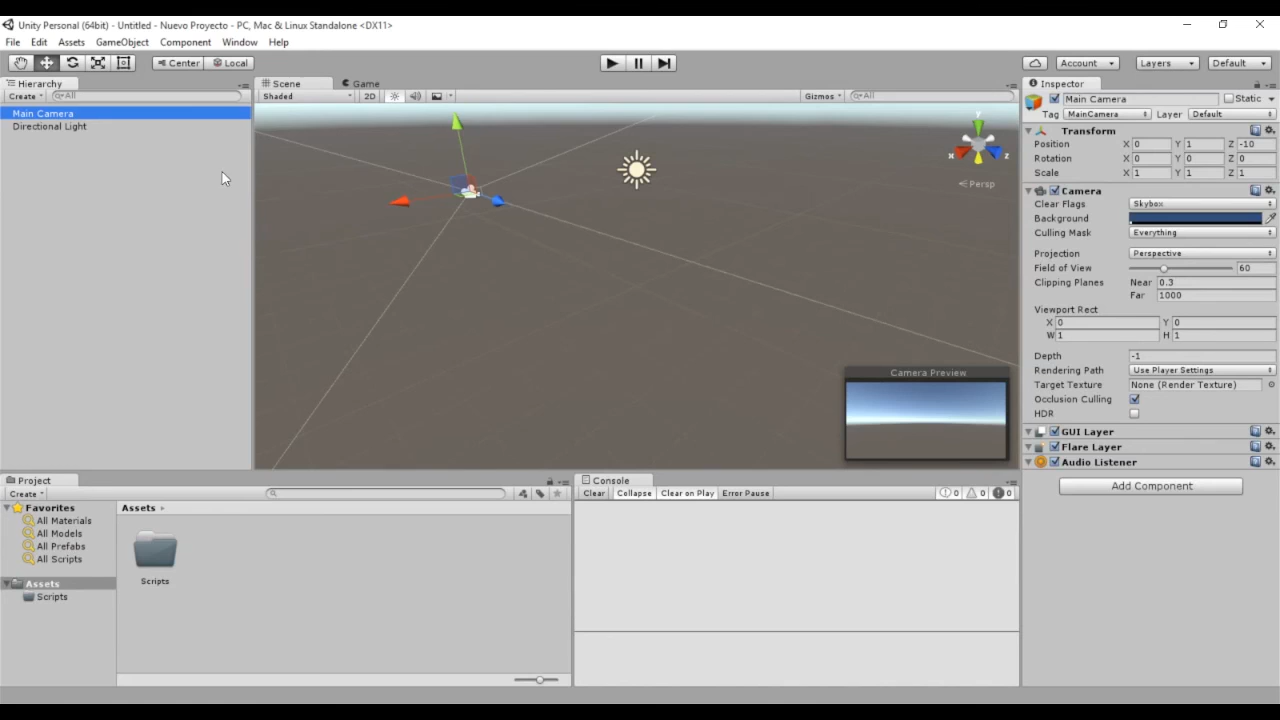 Unity Personal (64bit) - Untitled - Nuevo Proyecto - PC, Mac & Linux Standalone <DX11>
File Edit Assets GameObject Component Window Help
Center Local Account Layers Default
Hierarchy
Create All
Main Camera
Directional Light
Scene Game
Shaded 2D Gizmos All
y
x z
Persp
Camera Preview
Inspector
Main Camera Static
Tag MainCamera Layer Default
Transform
Position X 0 Y 1 Z -10
Rotation X 0 Y 0 Z 0
Scale X 1 Y 1 Z 1
Camera
Clear Flags Skybox
Background
Culling Mask Everything
Projection Perspective
Field of View 60
Clipping Planes Near 0.3
Far 1000
Viewport Rect
X 0 Y 0
W 1 H 1
Depth -1
Rendering Path Use Player Settings
Target Texture None (Render Texture)
Occlusion Culling
HDR
GUI Layer
Flare Layer
Audio Listener
Add Component
Project
Create
Favorites
All Materials
All Models
All Prefabs
All Scripts
Assets
Scripts
Assets
Scripts
Console
Clear Collapse Clear on Play Error Pause 0 0 0